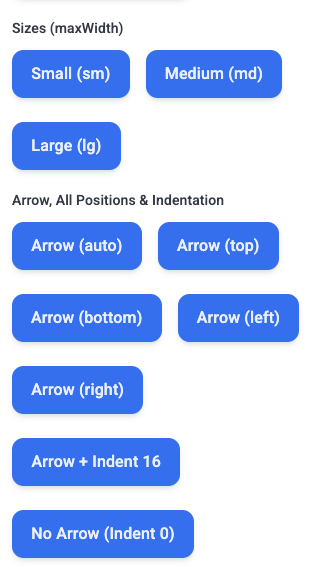 Sizes (maxWidth)
Small (sm) Medium (md)
Large (lg)
Arrow, All Positions & Indentation
Arrow (auto) Arrow (top)
Arrow (bottom) Arrow (left)
Arrow (right)
Arrow + Indent 16
No Arrow (Indent 0)